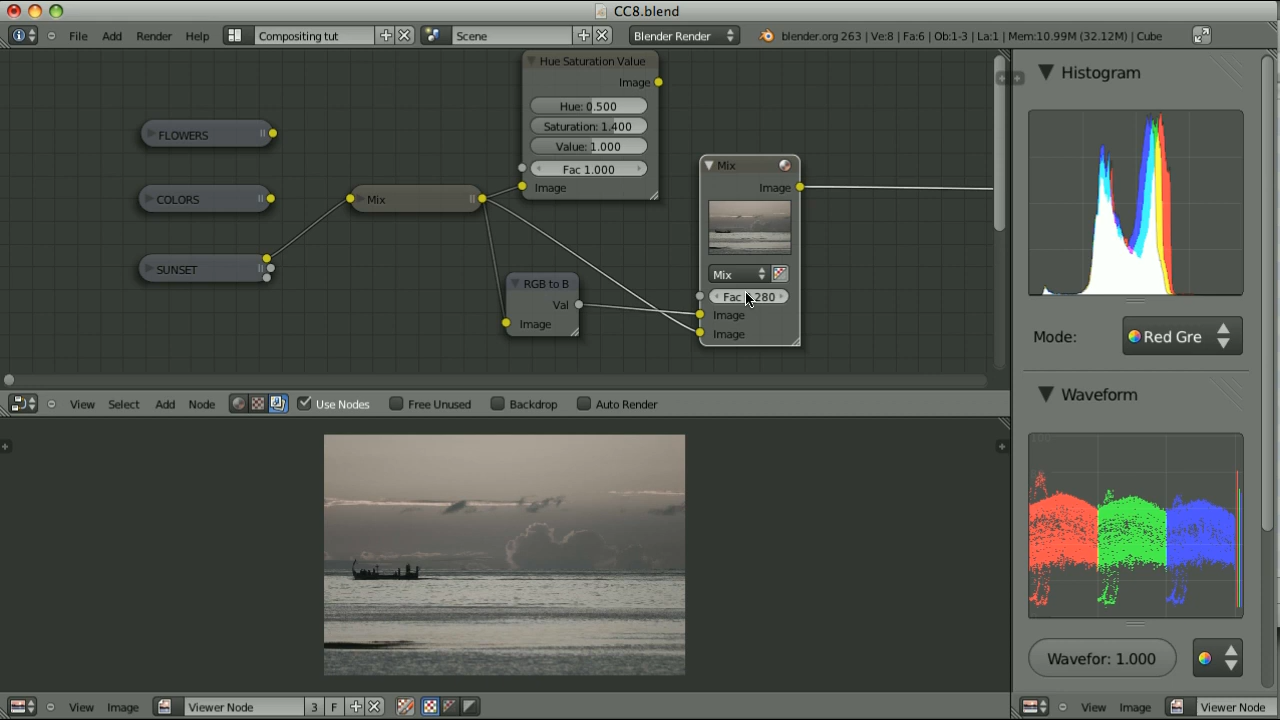 CC8.blend
File Add Render Help Compositing tut Scene Blender Render blender.org 263 | Ve:8 | Fa:6 | Ob:1-3 | La:1 | Mem:10.99M (32.12M) | Cube
Hue Saturation Value
Image
Hue: 0.500
Saturation: 1.400
Value: 1.000
Fac 1.000
Image
FLOWERS
COLORS
SUNSET
Mix
RGB to B
Val
Image
Mix
Image
Mix
Fac 280
Image
Image
View Select Add Node Use Nodes Free Unused Backdrop Auto Render
View Image Viewer Node 3 F
Histogram
Mode: Red Gre
Waveform
100
Wavefor: 1.000
View Image Viewer Node